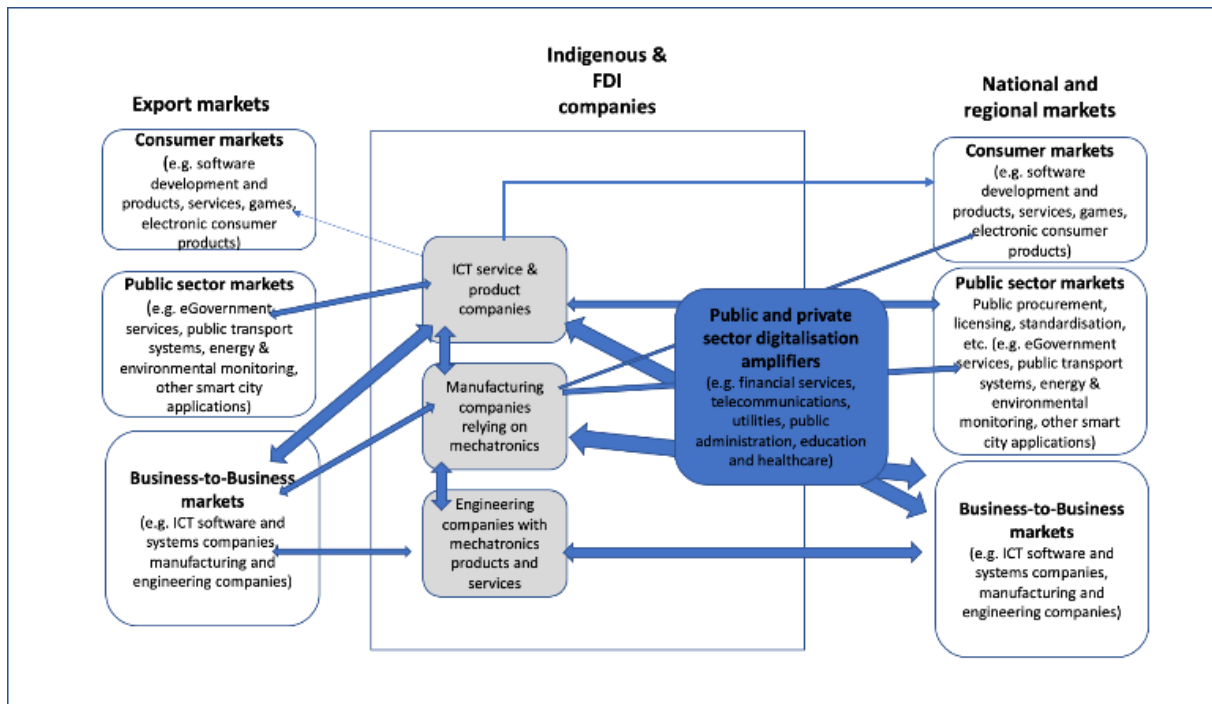 Indigenous &
FDI
companies
Export markets
National and
regional markets
Consumer markets
(e.g. software
development and
products, services, games,
electronic consumer
products)
Public sector markets
(e.g. eGovernment
services, public transport
systems, energy &
environmental monitoring,
other smart city
applications)
Business-to-Business
markets
(e.g. ICT software and
systems companies,
manufacturing and
engineering companies)
ICT service &
product
companies
Manufacturing
companies
relying on
mechatronics
Engineering
companies with
mechatronics
products and
services
Public and private
sector digitalisation
amplifiers
(e.g. financial services,
telecommunications,
utilities, public
administration, education
and healthcare)
Consumer markets
(e.g. software
development and
products, services, games,
electronic consumer
products)
Public sector markets
Public procurement,
licensing, standardisation,
etc. (e.g. eGovernment
services, public transport
systems, energy &
environmental
monitoring, other smart
city applications)
Business-to-Business
markets
(e.g. ICT software and
systems companies,
manufacturing and
engineering companies)